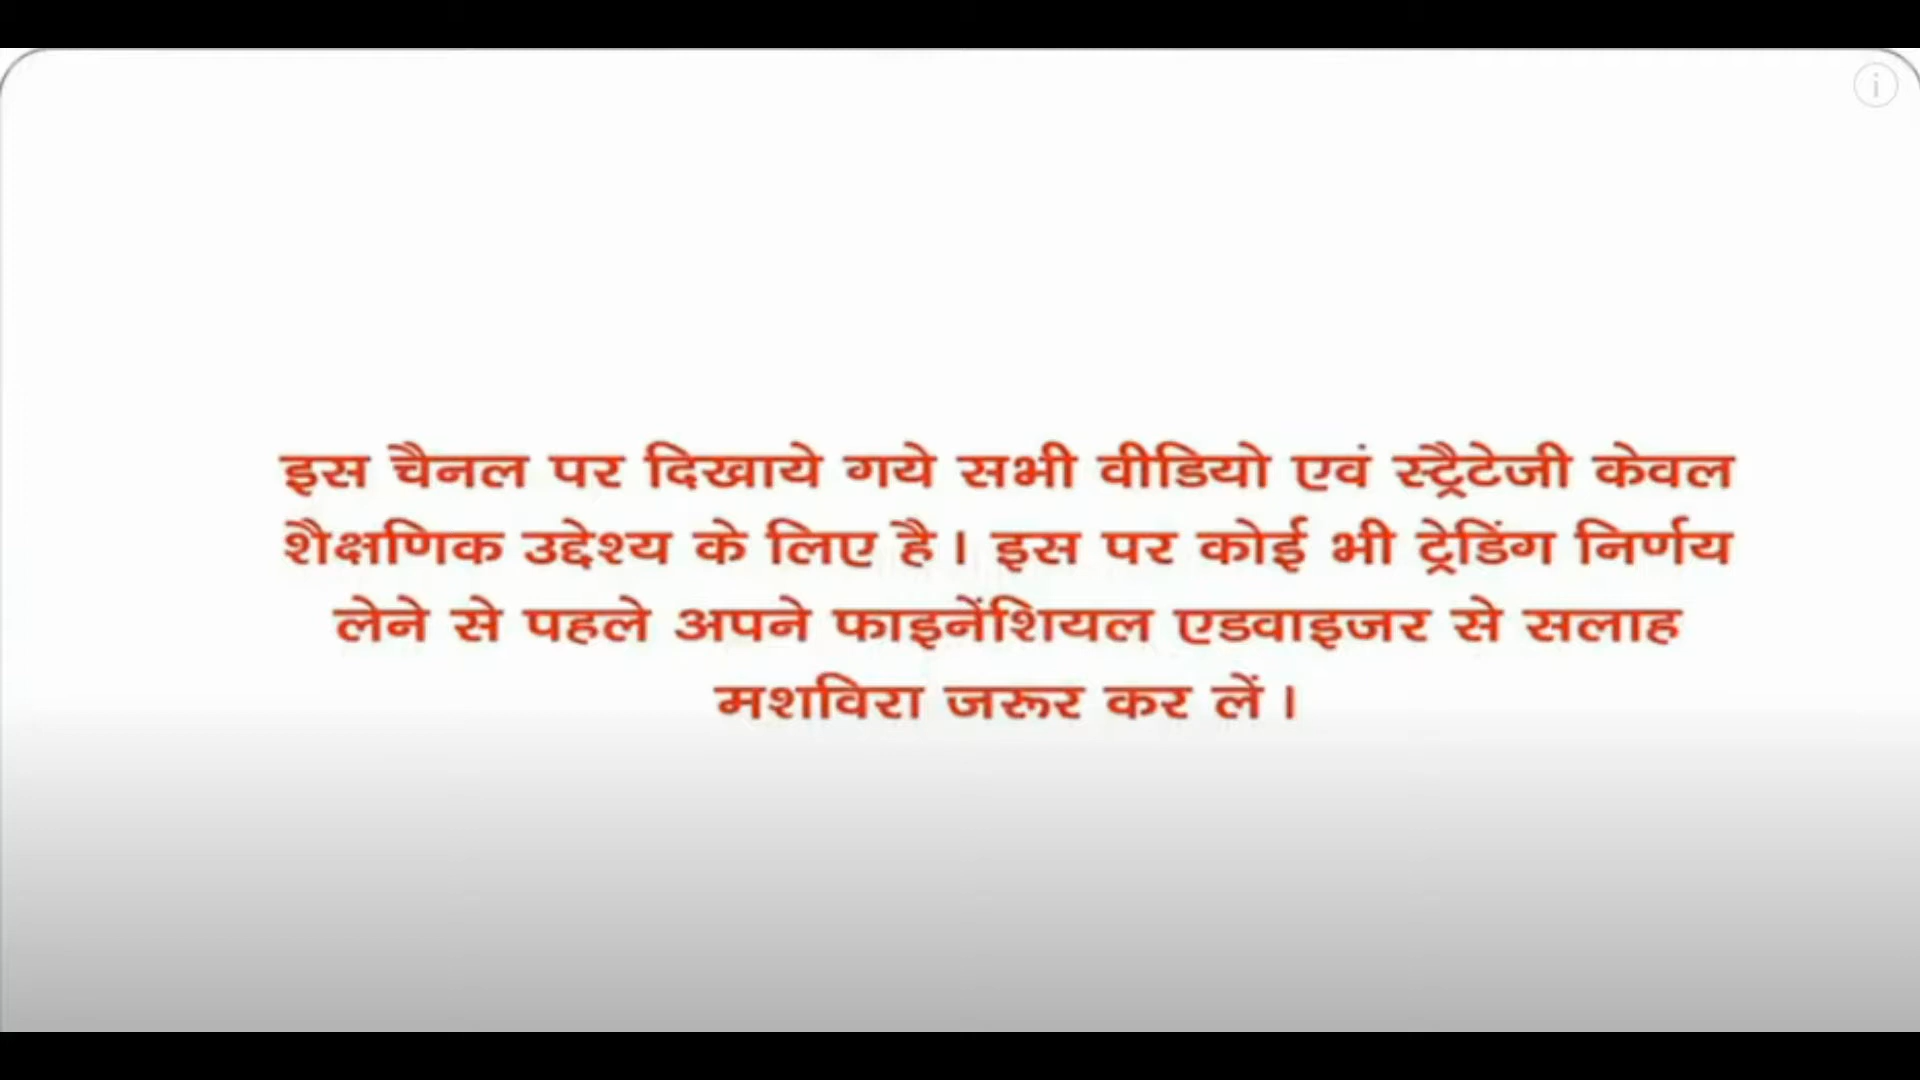 इस चैनल पर दिखाये गये सभी वीडियो एवं स्ट्रैटेजी केवल
शैक्षणिक उद्देश्य के लिए है। इस पर कोई भी ट्रेडिंग निर्णय
लेने से पहले अपने फाइनेंशियल एडवाइजर से सलाह
मशविरा जरूर कर लें।